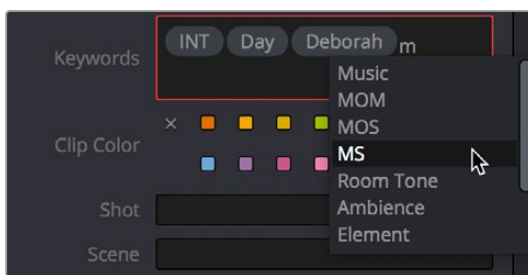 Keywords INT Day Deborah m
Music
MOM
MOS
Clip Color
MS
Room Tone
Shot
Ambience
Element
Scene